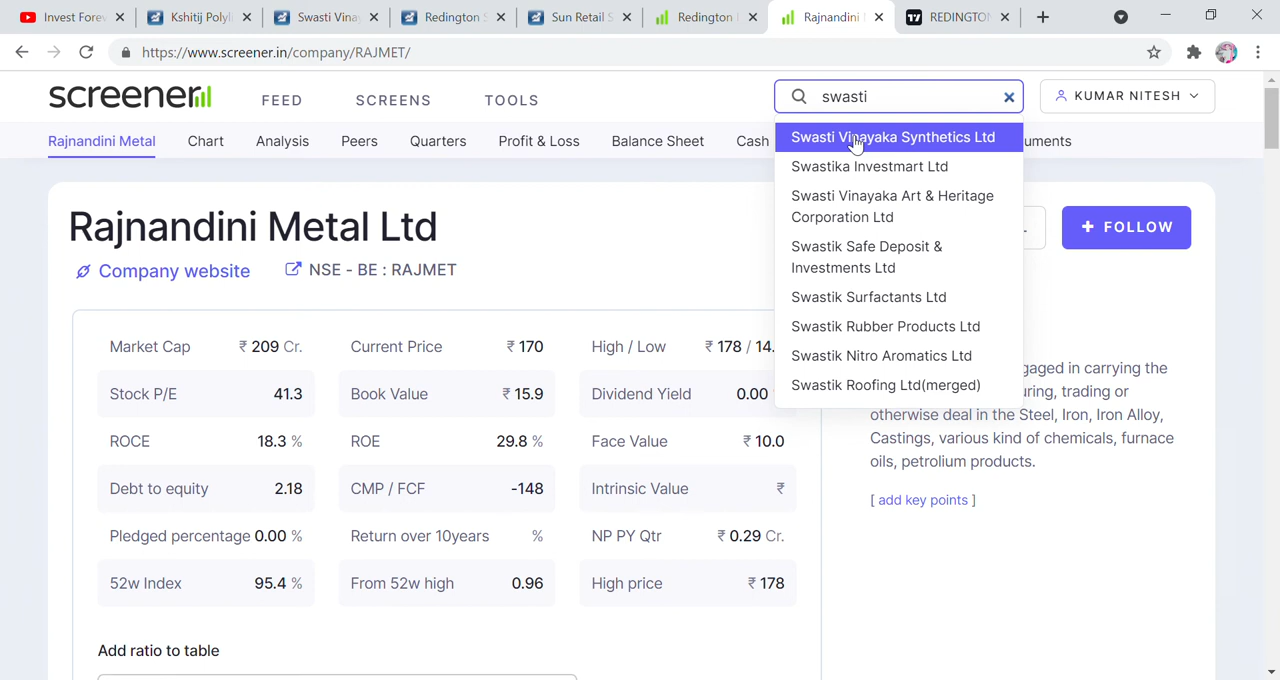 Invest Forev
Kshitij Polyli
Swasti Vina
Redington S
Sun Retail S
Redington
Rajnandini
REDINGTON
https://www.screener.in/company/RAJMET/
screener
FEED
SCREENS
TOOLS
swasti
KUMAR NITESH
Rajnandini Metal
Chart
Analysis
Peers
Quarters
Profit & Loss
Balance Sheet
Cash
uments
Swasti Vinayaka Synthetics Ltd
Swastika Investmart Ltd
Swasti Vinayaka Art & Heritage
Corporation Ltd
Swastik Safe Deposit &
Investments Ltd
Swastik Surfactants Ltd
Swastik Rubber Products Ltd
Swastik Nitro Aromatics Ltd
Swastik Roofing Ltd(merged)
Rajnandini Metal Ltd
+ FOLLOW
Company website
NSE - BE : RAJMET
Market Cap ₹ 209 Cr.
Current Price ₹ 170
High / Low ₹ 178 / 14.
Stock P/E 41.3
Book Value ₹ 15.9
Dividend Yield 0.00
ROCE 18.3 %
ROE 29.8 %
Face Value ₹ 10.0
Debt to equity 2.18
CMP / FCF -148
Intrinsic Value ₹
Pledged percentage 0.00 %
Return over 10years %
NP PY Qtr ₹ 0.29 Cr.
52w Index 95.4 %
From 52w high 0.96
High price ₹ 178
gaged in carrying the
uring, trading or
otherwise deal in the Steel, Iron, Iron Alloy,
Castings, various kind of chemicals, furnace
oils, petrolium products.
[ add key points ]
Add ratio to table